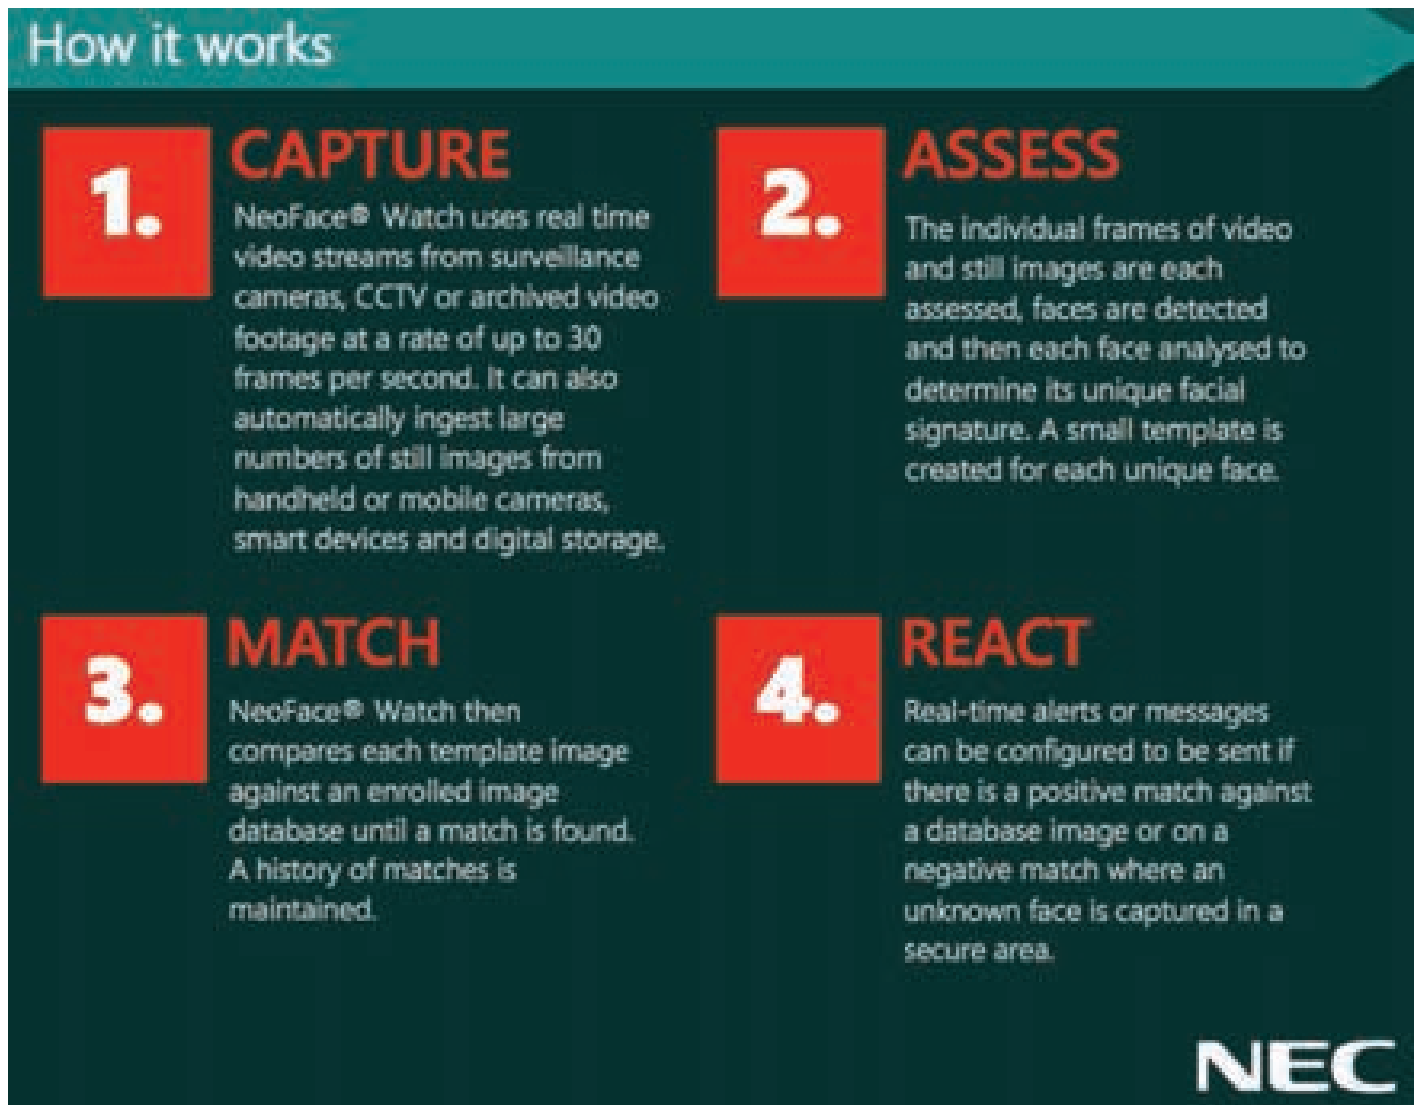 How it works
1.
CAPTURE
NeoFace® Watch uses real time
video streams from surveillance
cameras, CCTV or archived video
footage at a rate of up to 30
frames per second. It can also
automatically ingest large
numbers of still images from
handheld or mobile cameras,
smart devices and digital storage.
2.
ASSESS
The individual frames of video
and still images are each
assessed, faces are detected
and then each face analysed to
determine its unique facial
signature. A small template is
created for each unique face.
3.
MATCH
NeoFace® Watch then
compares each template image
against an enrolled image
database until a match is found.
A history of matches is
maintained.
4.
REACT
Real-time alerts or messages
can be configured to be sent if
there is a positive match against
a database image or on a
negative match where an
unknown face is captured in a
secure area.
NEC